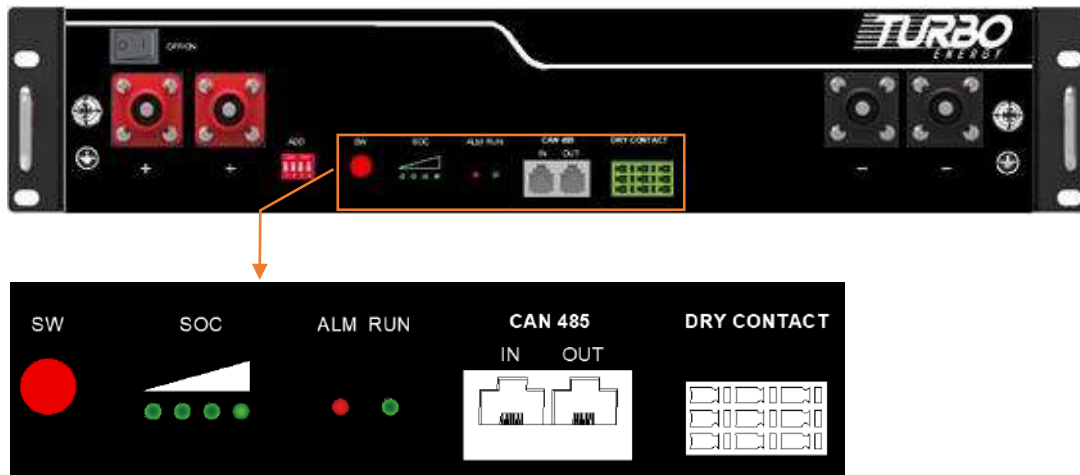 TURBO
ENERGY
OFF/ON
ADD
SW
SOC
ALM RUN
CAN 485
IN OUT
DRY CONTACT
+ +
− −
SW
SOC
ALM RUN
CAN 485
IN OUT
DRY CONTACT